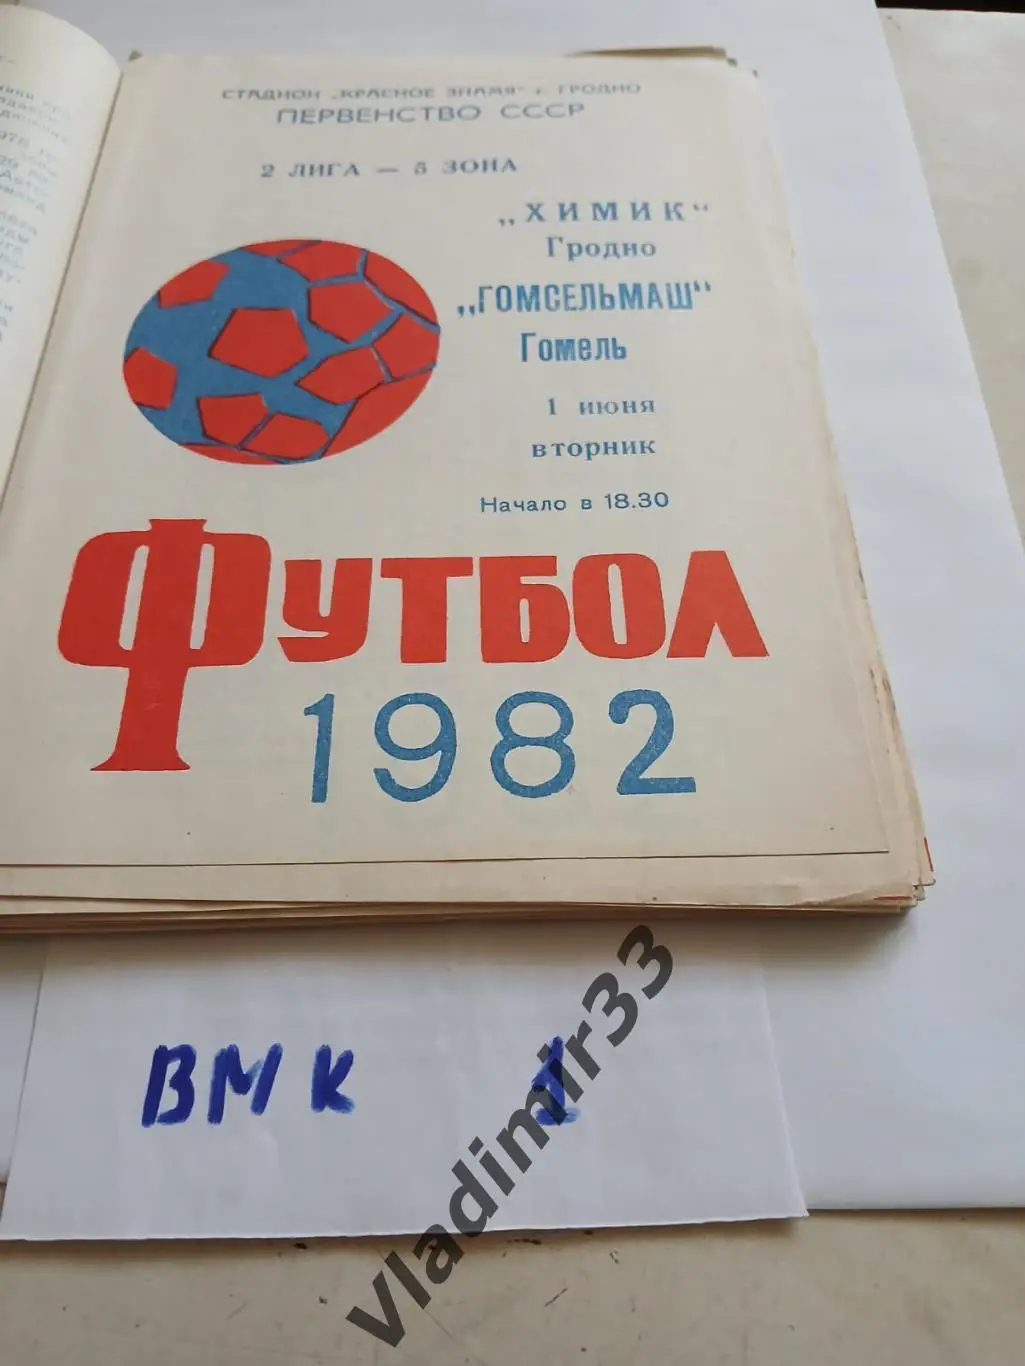 СТАДИОН „КРАСНОЕ ЗНАМЯ“ г. ГРОДНО
ПЕРВЕНСТВО СССР
2 ЛИГА — 5 ЗОНА
„ХИМИК“
Гродно
„ГОМСЕЛЬМАШ“
Гомель
1 июня
вторник
Начало в 18.30
ФУТБОЛ
1982
ВМК 1
Vladimir33